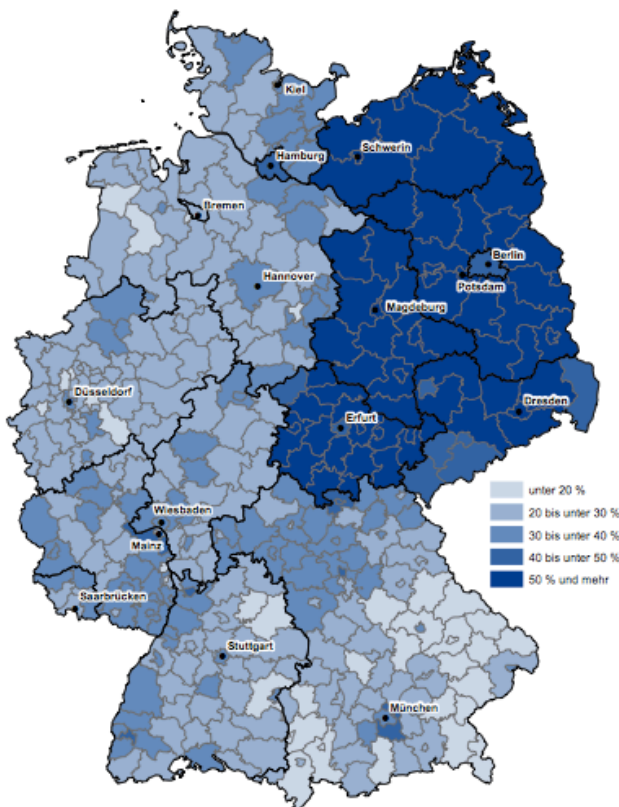 Kiel
Hamburg
Schwerin
Bremen
Berlin
Hannover
Potsdam
Magdeburg
Düsseldorf
Dresden
Erfurt
unter 20 %
20 bis unter 30 %
Wiesbaden
30 bis unter 40 %
Mainz
40 bis unter 50 %
50 % und mehr
Saarbrücken
Stuttgart
München